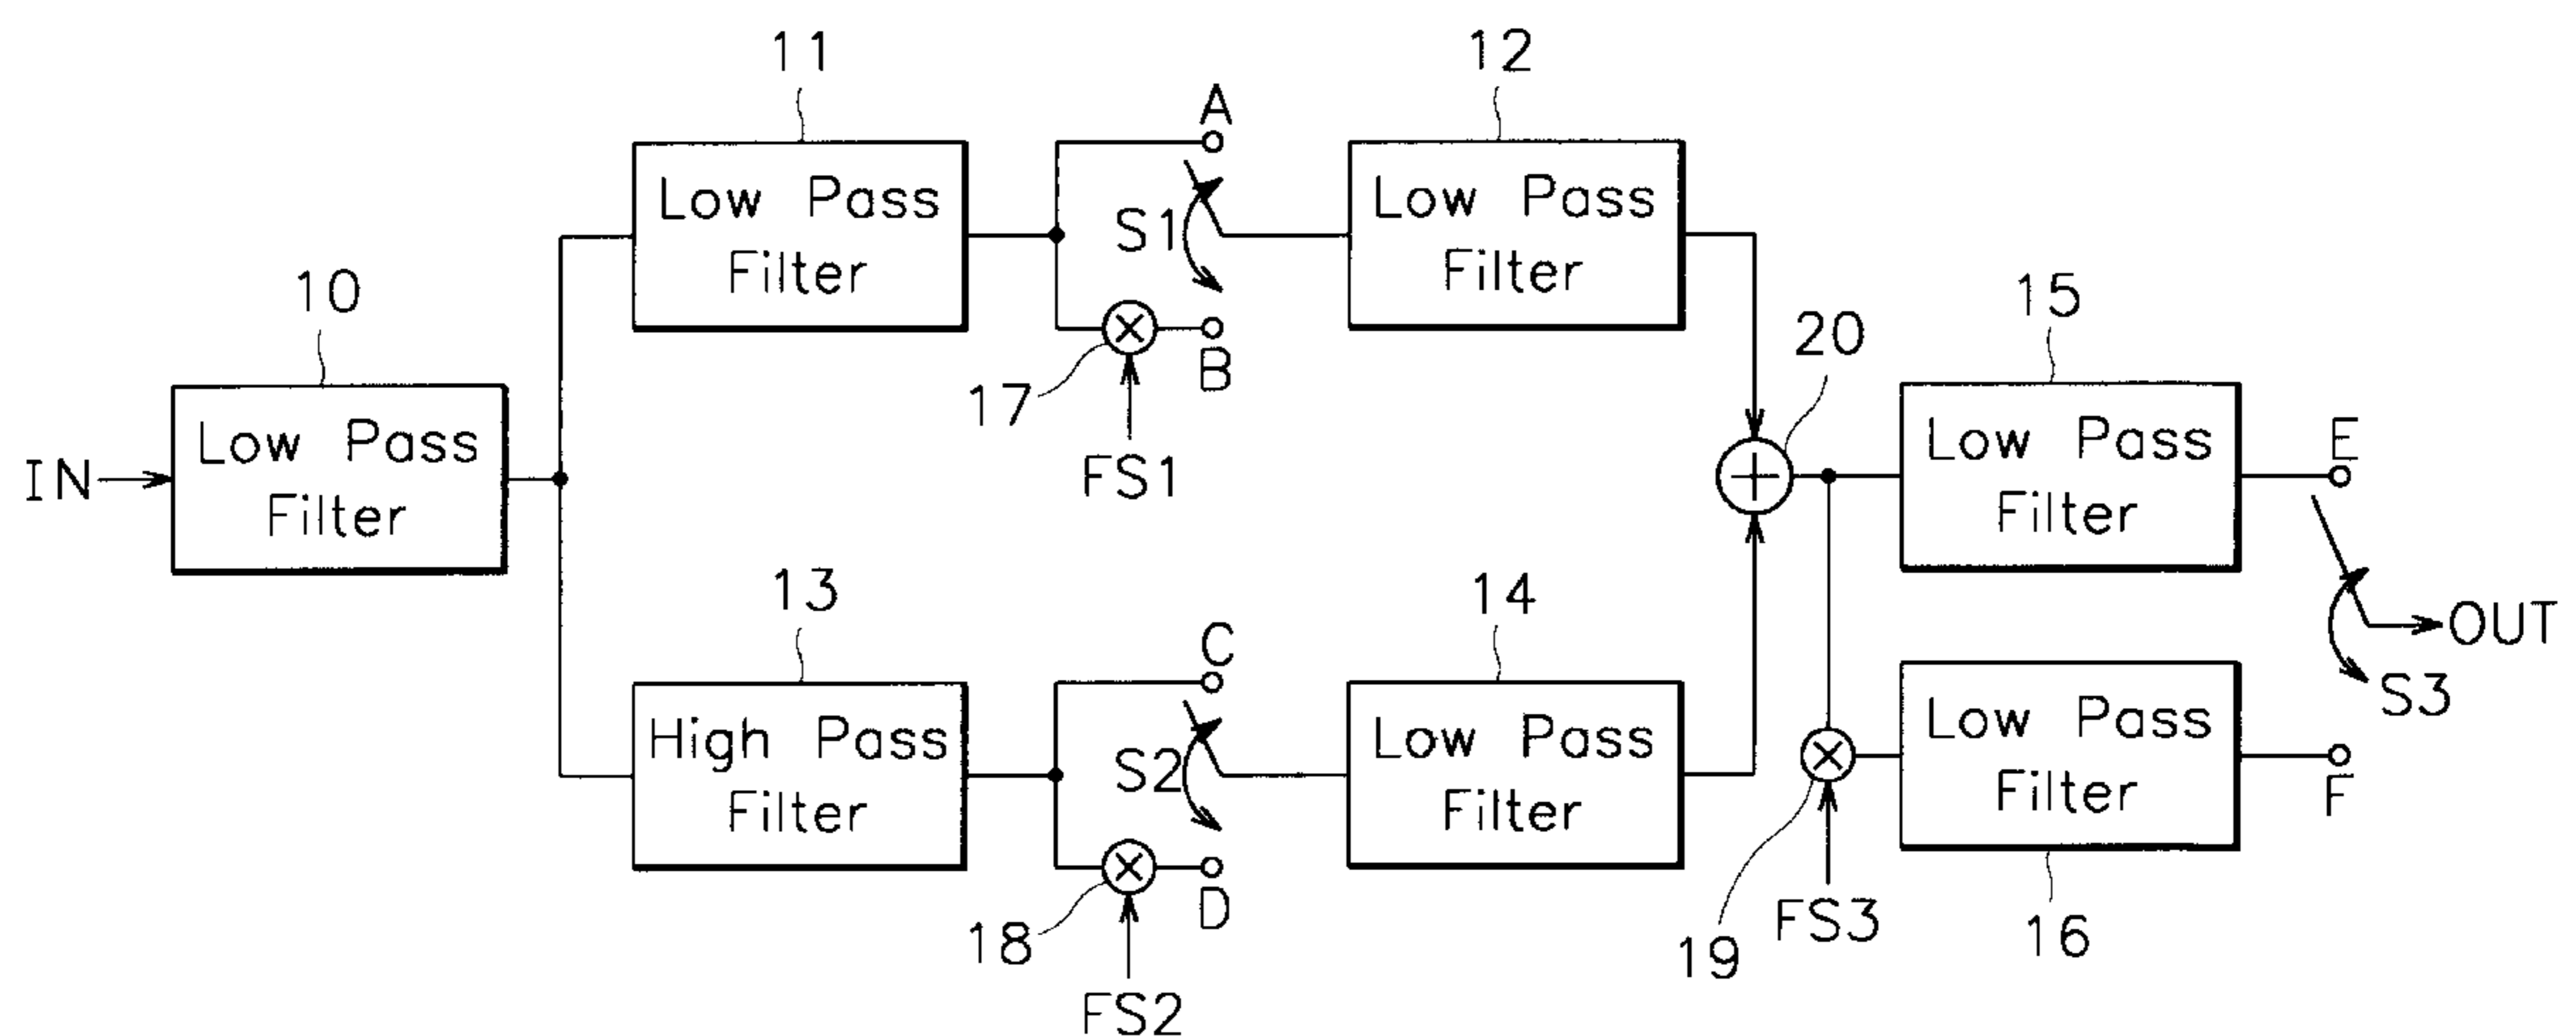 11
12
A
Low Pass
Filter
S1
Low Pass
Filter
10
15
20
B
17
Low Pass
Filter
FS1
Low Pass
Filter
E
IN
13
14
C
OUT
High Pass
Filter
S2
Low Pass
Filter
Low Pass
Filter
S3
F
D
18
19
FS3
16
FS2